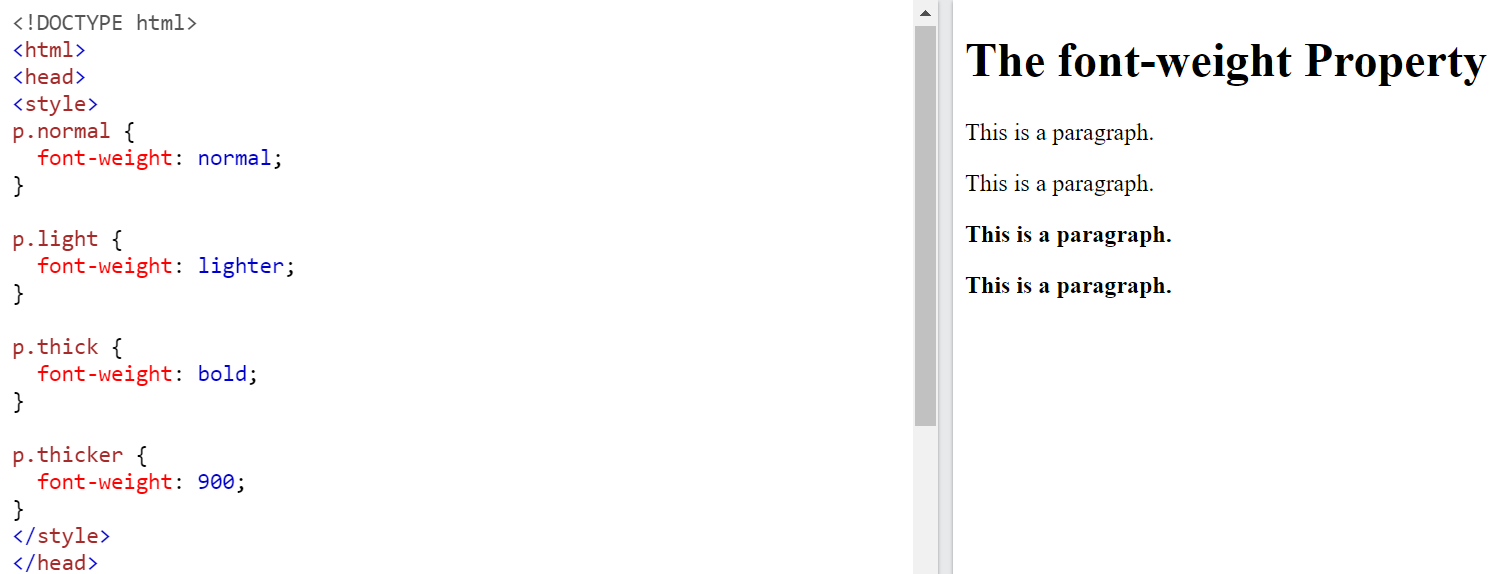 <!DOCTYPE html>
<html>
<head>
<style>
p.normal {
  font-weight: normal;
}

p.light {
  font-weight: lighter;
}

p.thick {
  font-weight: bold;
}

p.thicker {
  font-weight: 900;
}
</style>
</head>
The font-weight Property
This is a paragraph.
This is a paragraph.
This is a paragraph.
This is a paragraph.